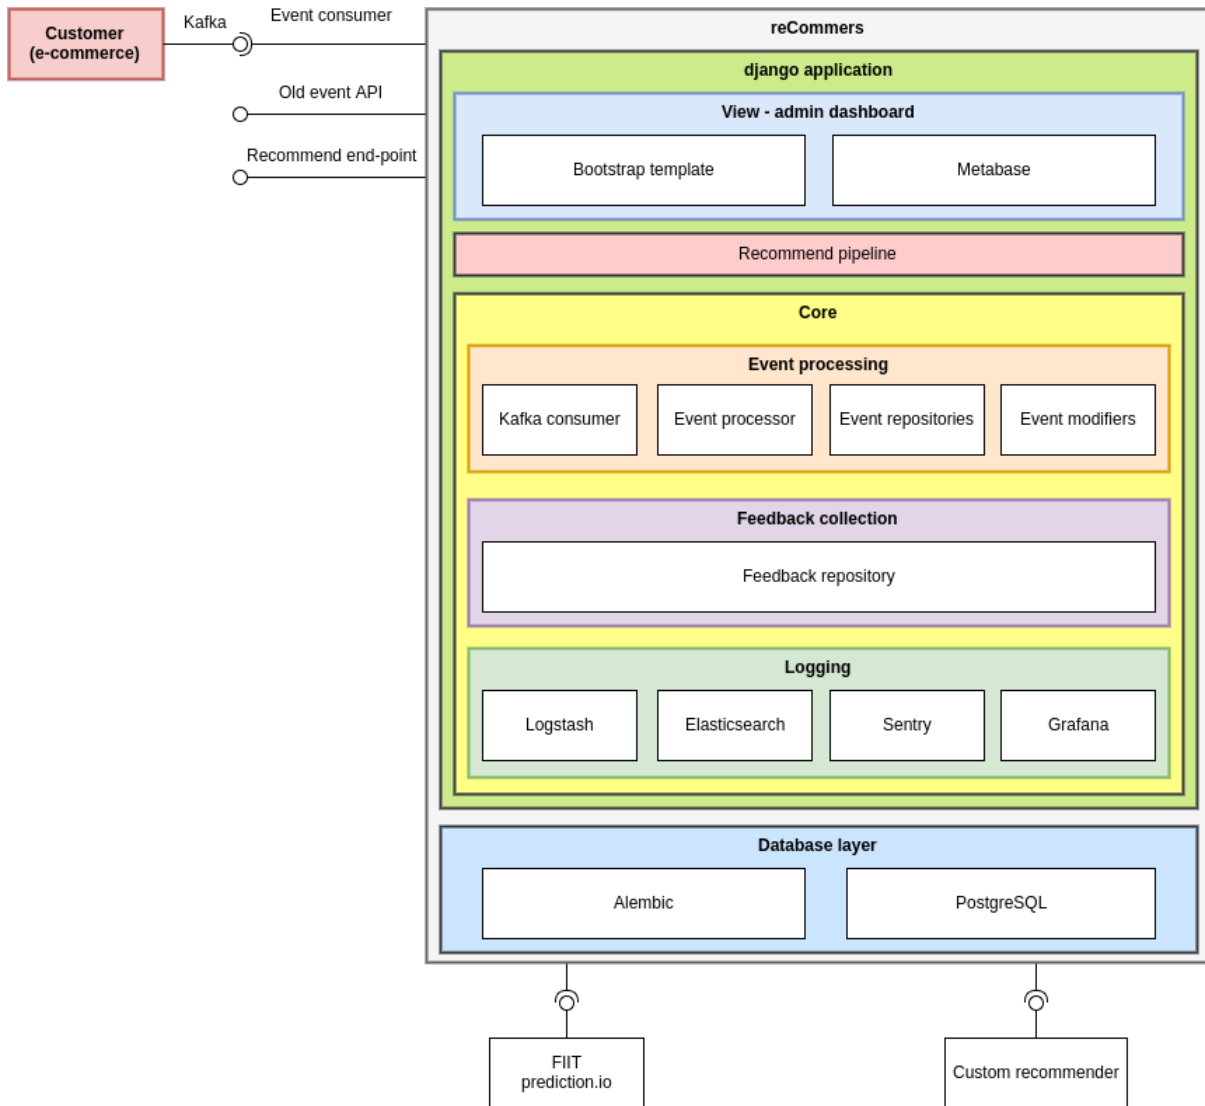 Customer
(e-commerce)
Kafka
Event consumer
Old event API
Recommend end-point
reCommers
django application
View - admin dashboard
Bootstrap template
Metabase
Recommend pipeline
Core
Event processing
Kafka consumer
Event processor
Event repositories
Event modifiers
Feedback collection
Feedback repository
Logging
Logstash
Elasticsearch
Sentry
Grafana
Database layer
Alembic
PostgreSQL
FIIT
prediction.io
Custom recommender